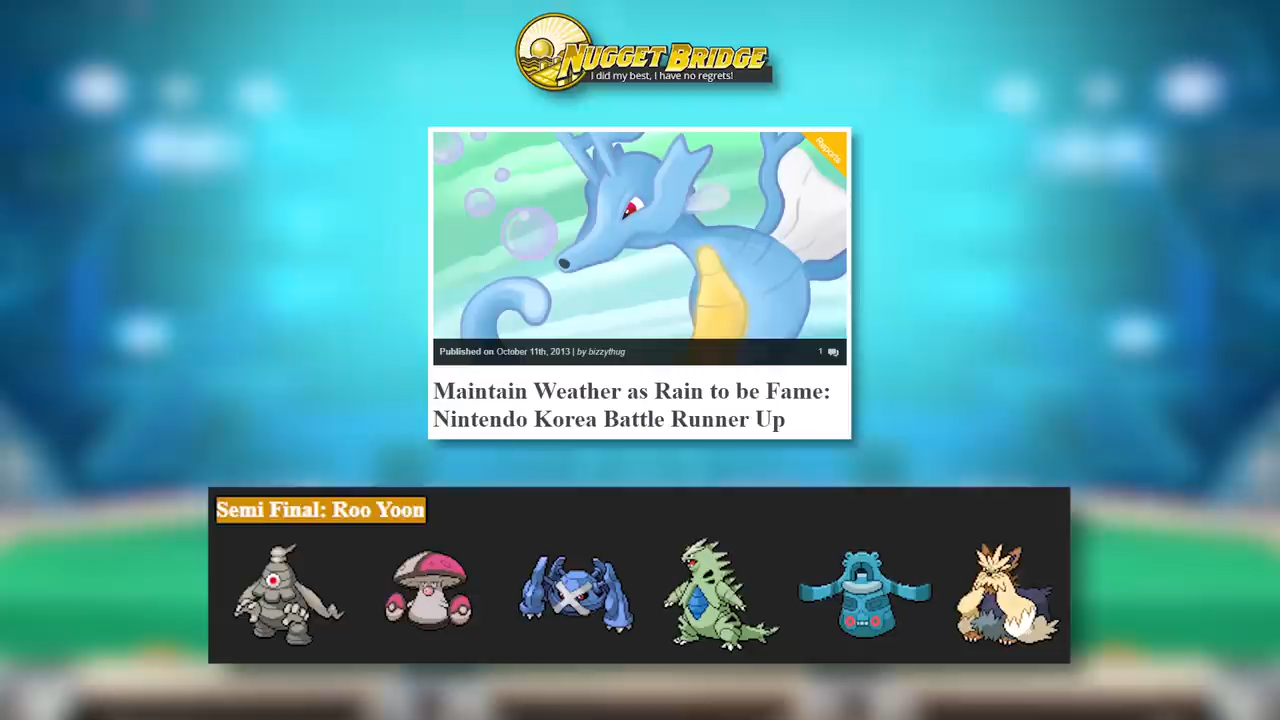 NUGGET BRIDGE
I did my best, I have no regrets!
Reports
Published on October 11th, 2013 | by bizzythug
1
Maintain Weather as Rain to be Fame:
Nintendo Korea Battle Runner Up
Semi Final: Roo Yoon